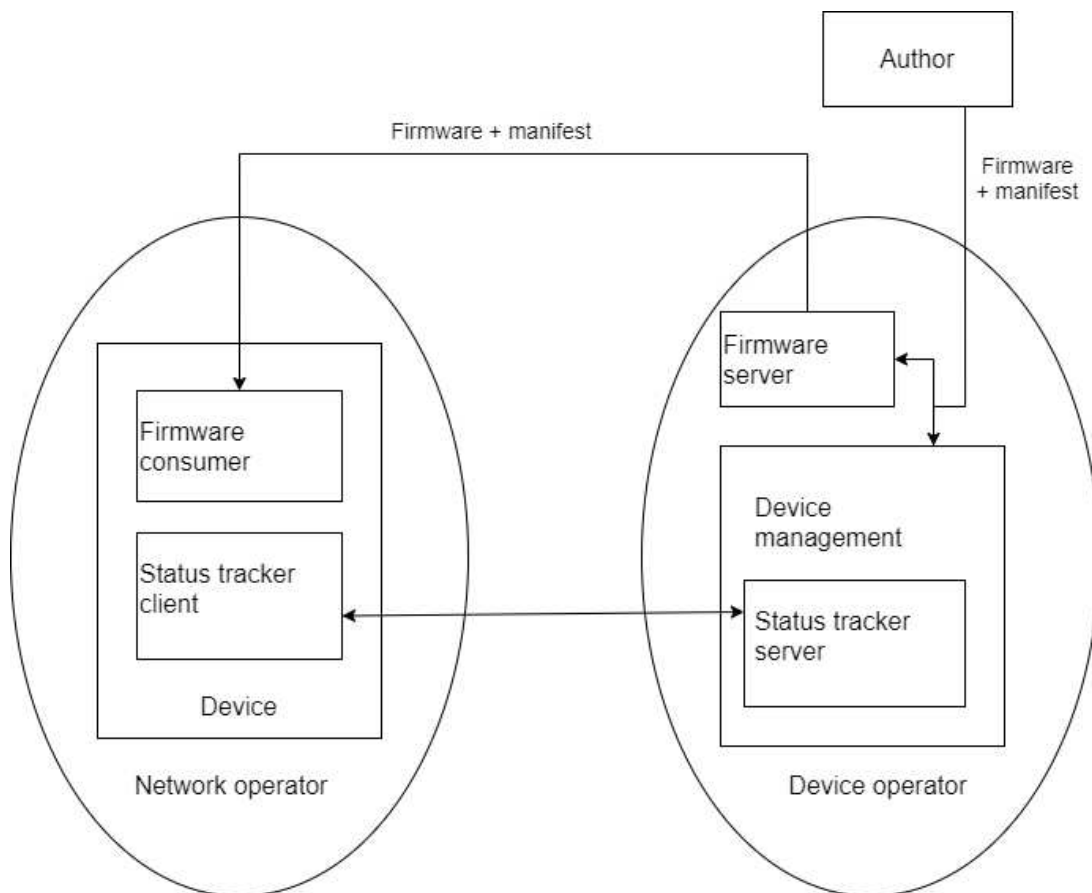 Author
Firmware + manifest
Firmware
+ manifest
Firmware
server
Firmware
consumer
Device
management
Status tracker
client
Status tracker
server
Device
Network operator
Device operator